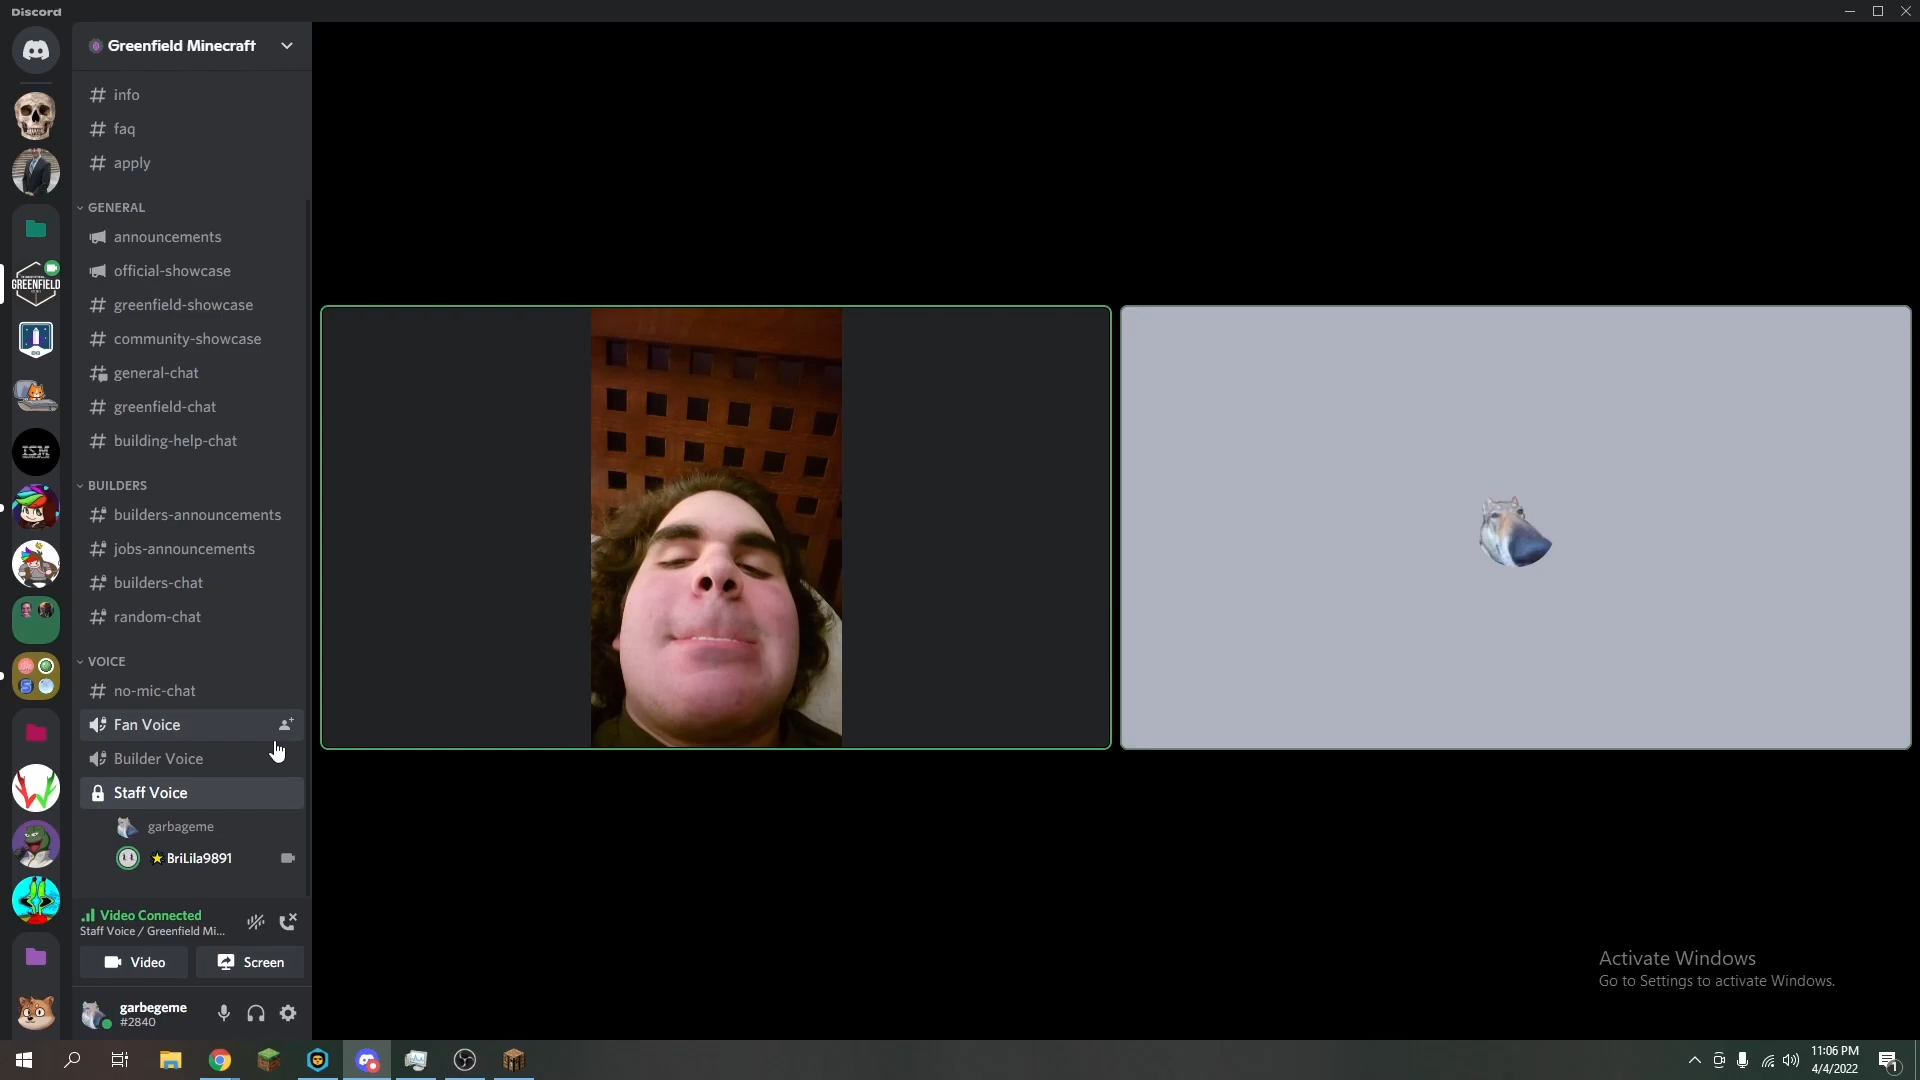 Discord
Greenfield Minecraft
info
faq
apply
GENERAL
announcements
official-showcase
greenfield-showcase
community-showcase
general-chat
greenfield-chat
building-help-chat
BUILDERS
builders-announcements
jobs-announcements
builders-chat
random-chat
VOICE
no-mic-chat
Fan Voice
Builder Voice
Staff Voice
garbageme
BriLila9891
Video Connected
Staff Voice / Greenfield Mi...
Video
Screen
garbegeme
#2840
GREENFIELD
ISM
Activate Windows
Go to Settings to activate Windows.
11:06 PM
4/4/2022
1